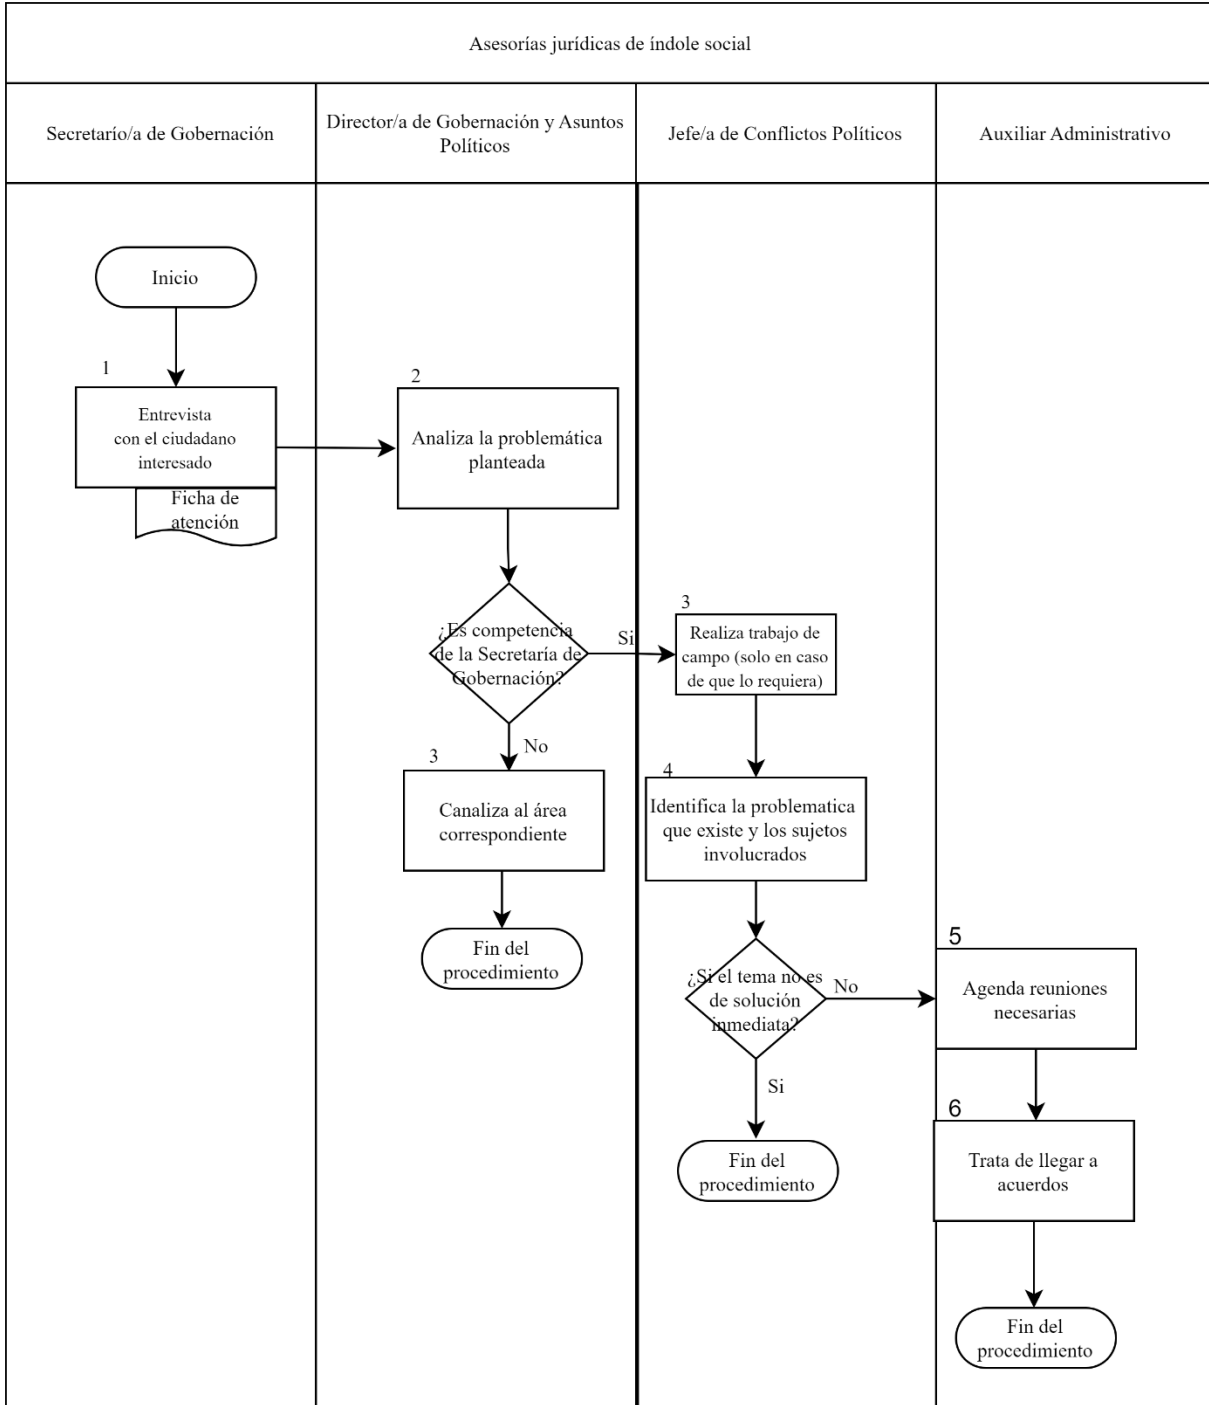 Asesorías jurídicas de índole social
Secretarío/a de Gobernación
Director/a de Gobernación y Asuntos
Políticos
Jefe/a de Conflictos Políticos
Auxiliar Administrativo
Inicio
1
Entrevista
con el ciudadano
interesado
Ficha de
atención
2
Analiza la problemática
planteada
¿Es competencia
de la Secretaría de
Gobernación?
Si
No
3
Canaliza al área
correspondiente
Fin del
procedimiento
3
Realiza trabajo de
campo (solo en caso
de que lo requiera)
4
Identifica la problematica
que existe y los sujetos
involucrados
¿Si el tema no es
de solución
inmediata?
No
Si
Fin del
procedimiento
5
Agenda reuniones
necesarias
6
Trata de llegar a
acuerdos
Fin del
procedimiento